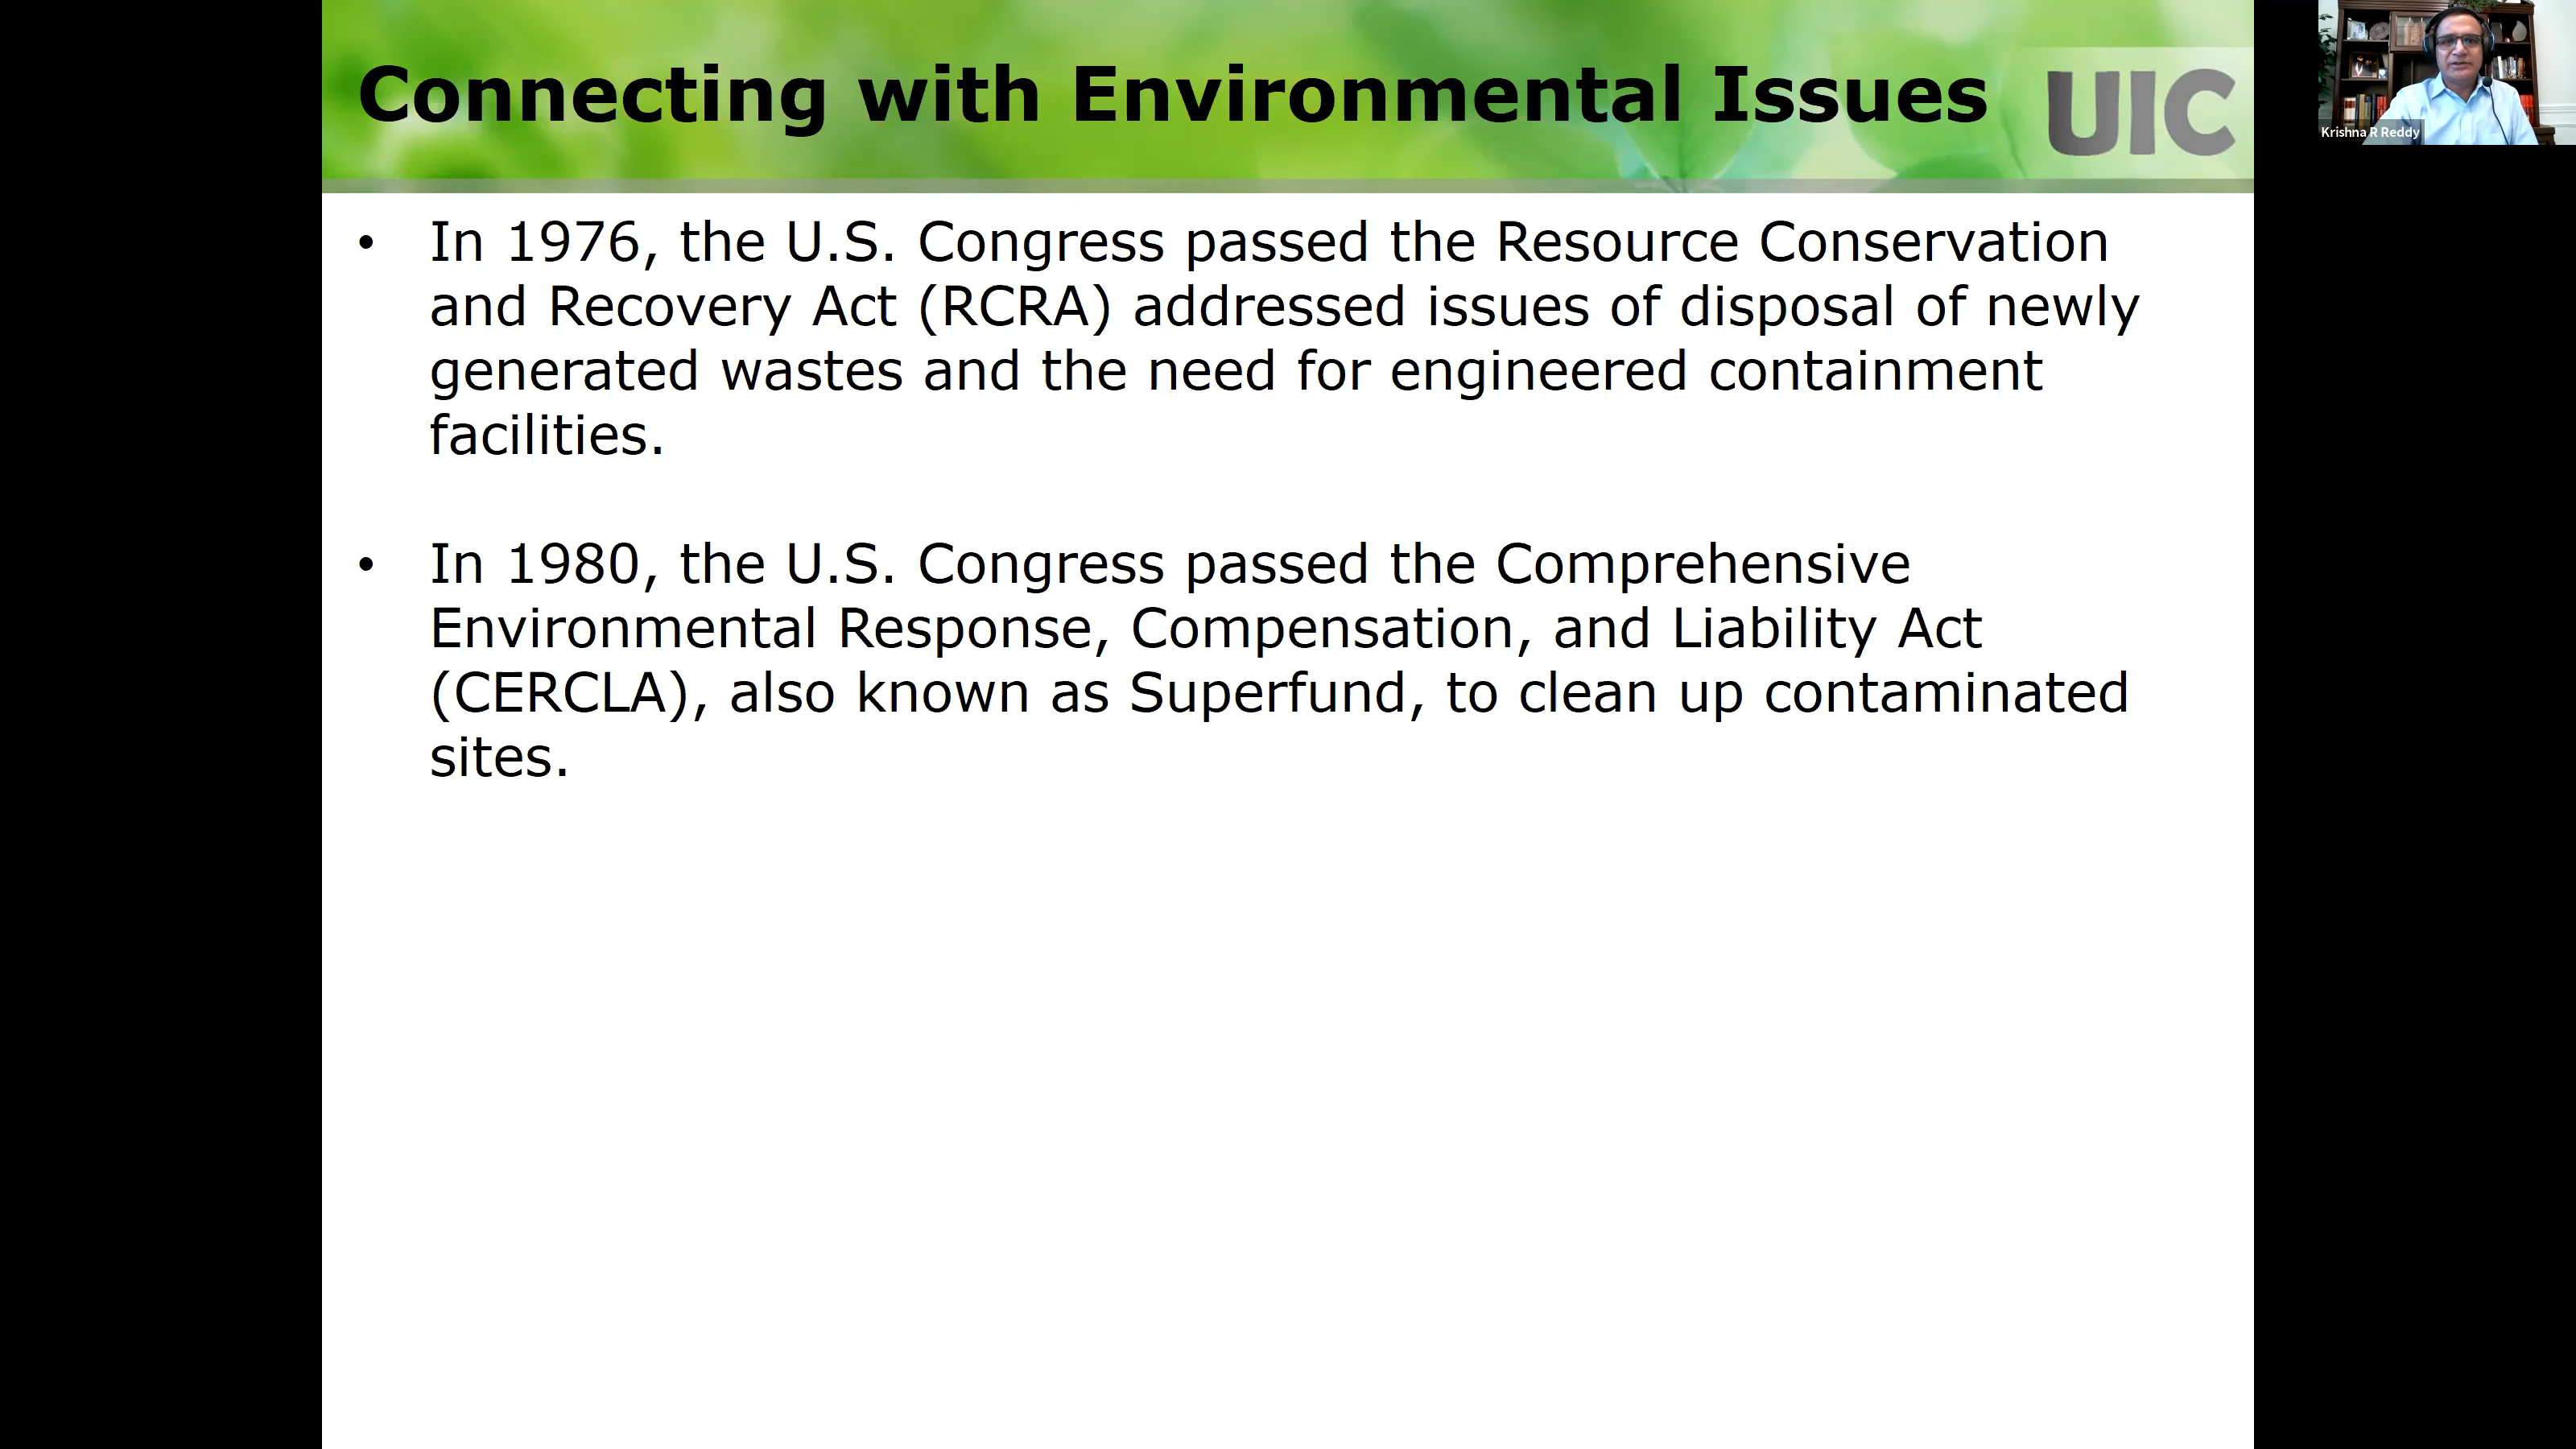 Connecting with Environmental Issues
UIC
Krishna R Reddy
• In 1976, the U.S. Congress passed the Resource Conservation
and Recovery Act (RCRA) addressed issues of disposal of newly
generated wastes and the need for engineered containment
facilities.
• In 1980, the U.S. Congress passed the Comprehensive
Environmental Response, Compensation, and Liability Act
(CERCLA), also known as Superfund, to clean up contaminated
sites.